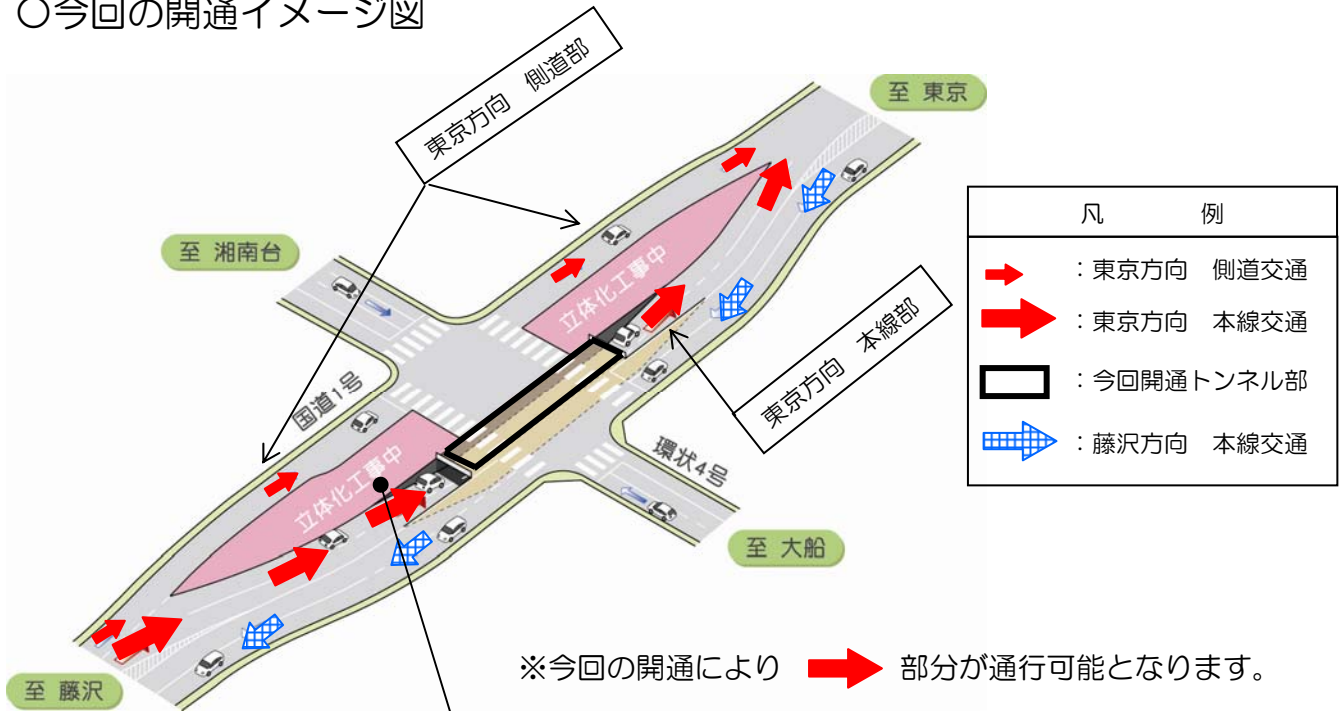 〇今回の開通イメージ図
東京方向 側道部
至 東京
至 湘南台
立体化工事中
東京方向 本線部
国道1号
環状4号
立体化工事中
至 大船
至 藤沢
凡 例
：東京方向 側道交通
：東京方向 本線交通
：今回開通トンネル部
：藤沢方向 本線交通
※今回の開通により 部分が通行可能となります。